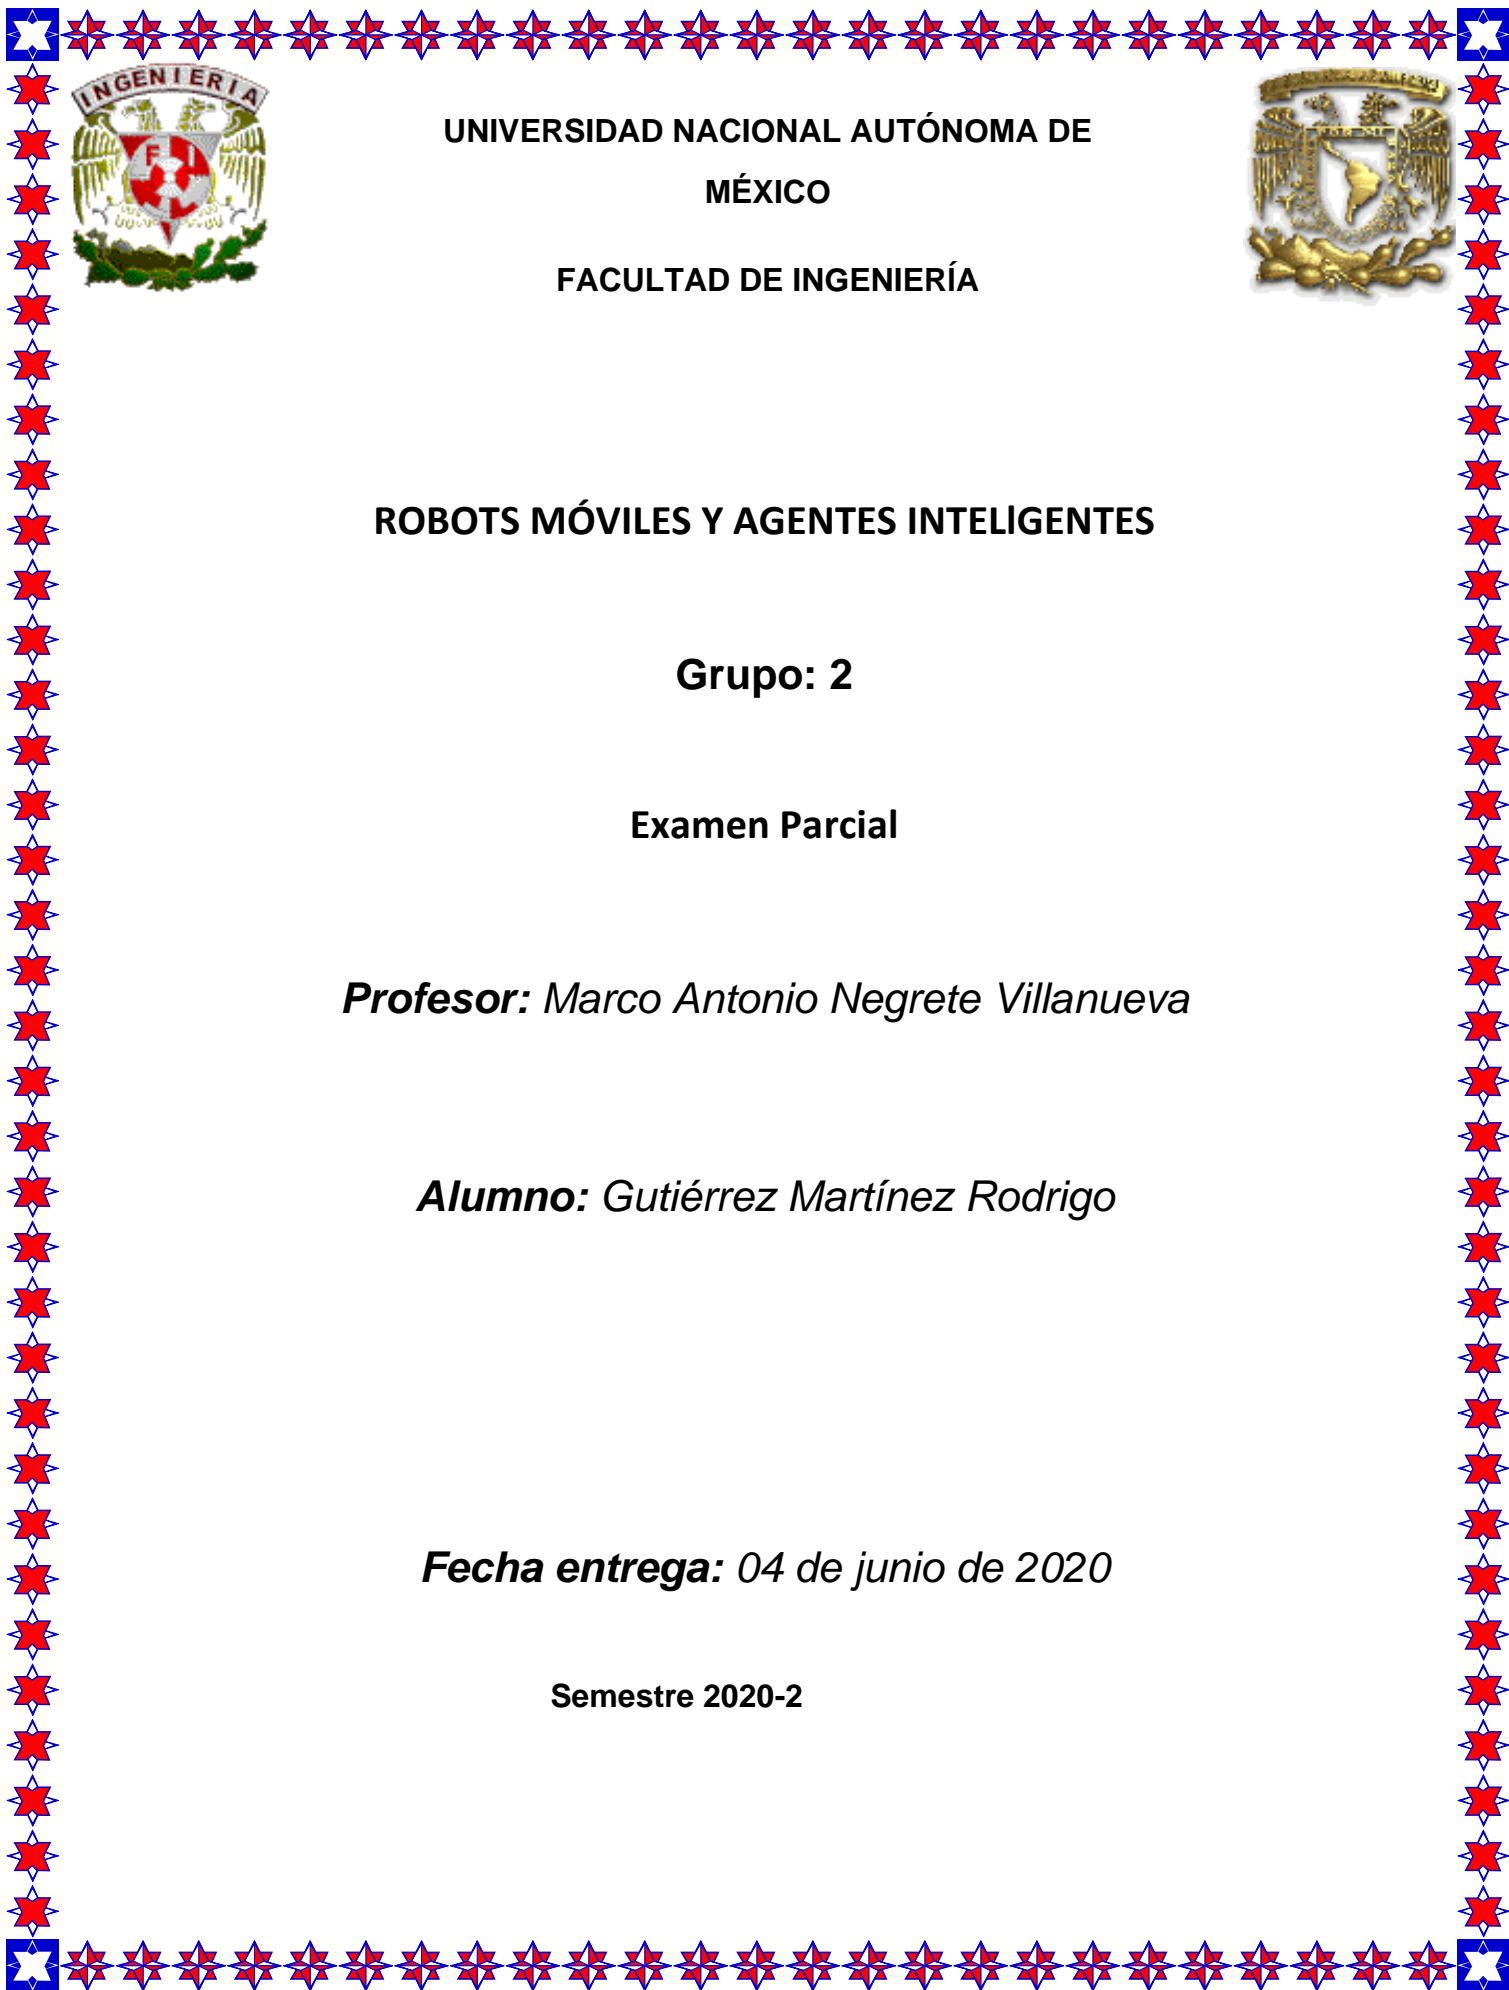 INGENIERIA
UNIVERSIDAD NACIONAL AUTÓNOMA DE
MÉXICO
FACULTAD DE INGENIERÍA
ROBOTS MÓVILES Y AGENTES INTELIGENTES
Grupo: 2
Examen Parcial
Profesor: Marco Antonio Negrete Villanueva
Alumno: Gutiérrez Martínez Rodrigo
Fecha entrega: 04 de junio de 2020
Semestre 2020-2